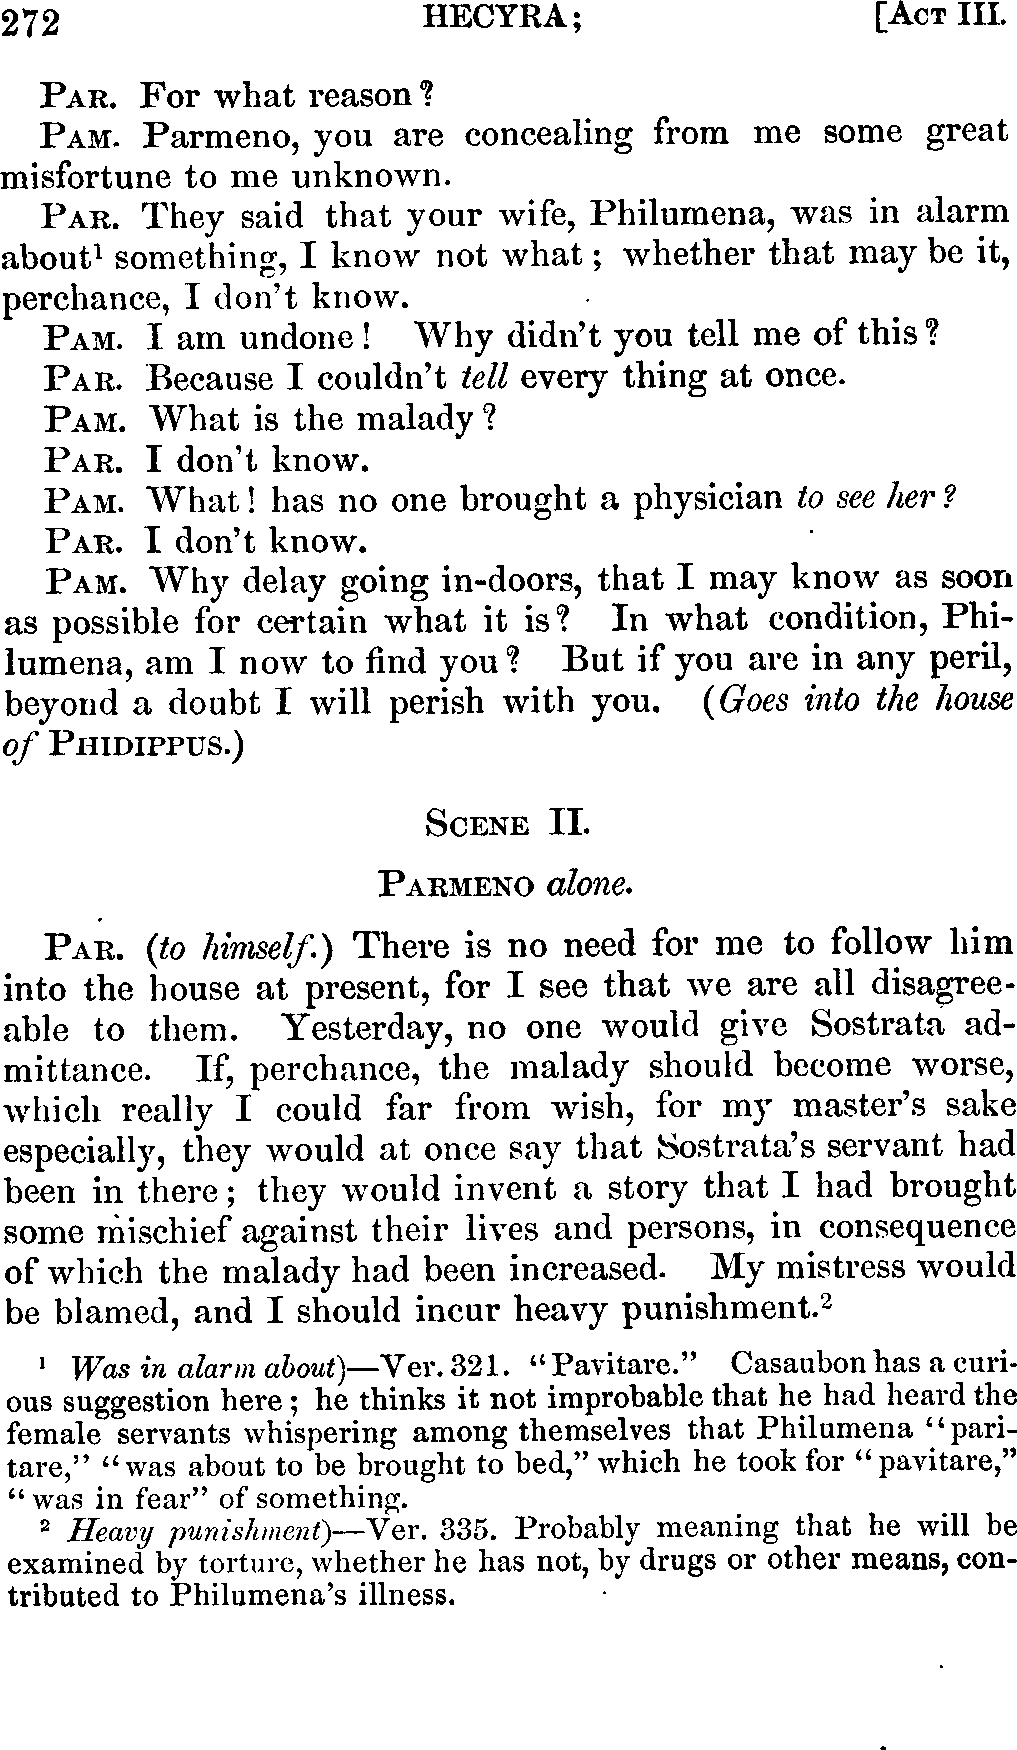 272 HECYRA; [ACT III.
PAR. For what reason?
PAM. Parmeno, you are concealing from me some great
misfortune to me unknown.
PAR. They said that your wife, Philumena, was in alarm
about¹ something, I know not what; whether that may be it,
perchance, I don't know.
PAM. I am undone! Why didn't you tell me of this?
PAR. Because I couldn't tell every thing at once.
PAM. What is the malady?
PAR. I don't know.
PAM. What! has no one brought a physician to see her?
PAR. I don't know.
PAM. Why delay going in-doors, that I may know as soon
as possible for certain what it is? In what condition, Phi-
lumena, am I now to find you? But if you are in any peril,
beyond a doubt I will perish with you. (Goes into the house
of PHIDIPPUS.)
SCENE II.
PARMENO alone.
PAR. (to himself.) There is no need for me to follow him
into the house at present, for I see that we are all disagree-
able to them. Yesterday, no one would give Sostrata ad-
mittance. If, perchance, the malady should become worse,
which really I could far from wish, for my master's sake
especially, they would at once say that Sostrata's servant had
been in there; they would invent a story that I had brought
some mischief against their lives and persons, in consequence
of which the malady had been increased. My mistress would
be blamed, and I should incur heavy punishment.²
¹ Was in alarm about)—Ver. 321. "Pavitare." Casaubon has a curi-
ous suggestion here; he thinks it not improbable that he had heard the
female servants whispering among themselves that Philumena "pari-
tare," "was about to be brought to bed," which he took for "pavitare,"
"was in fear" of something.
² Heavy punishment)—Ver. 335. Probably meaning that he will be
examined by torture, whether he has not, by drugs or other means, con-
tributed to Philumena's illness.